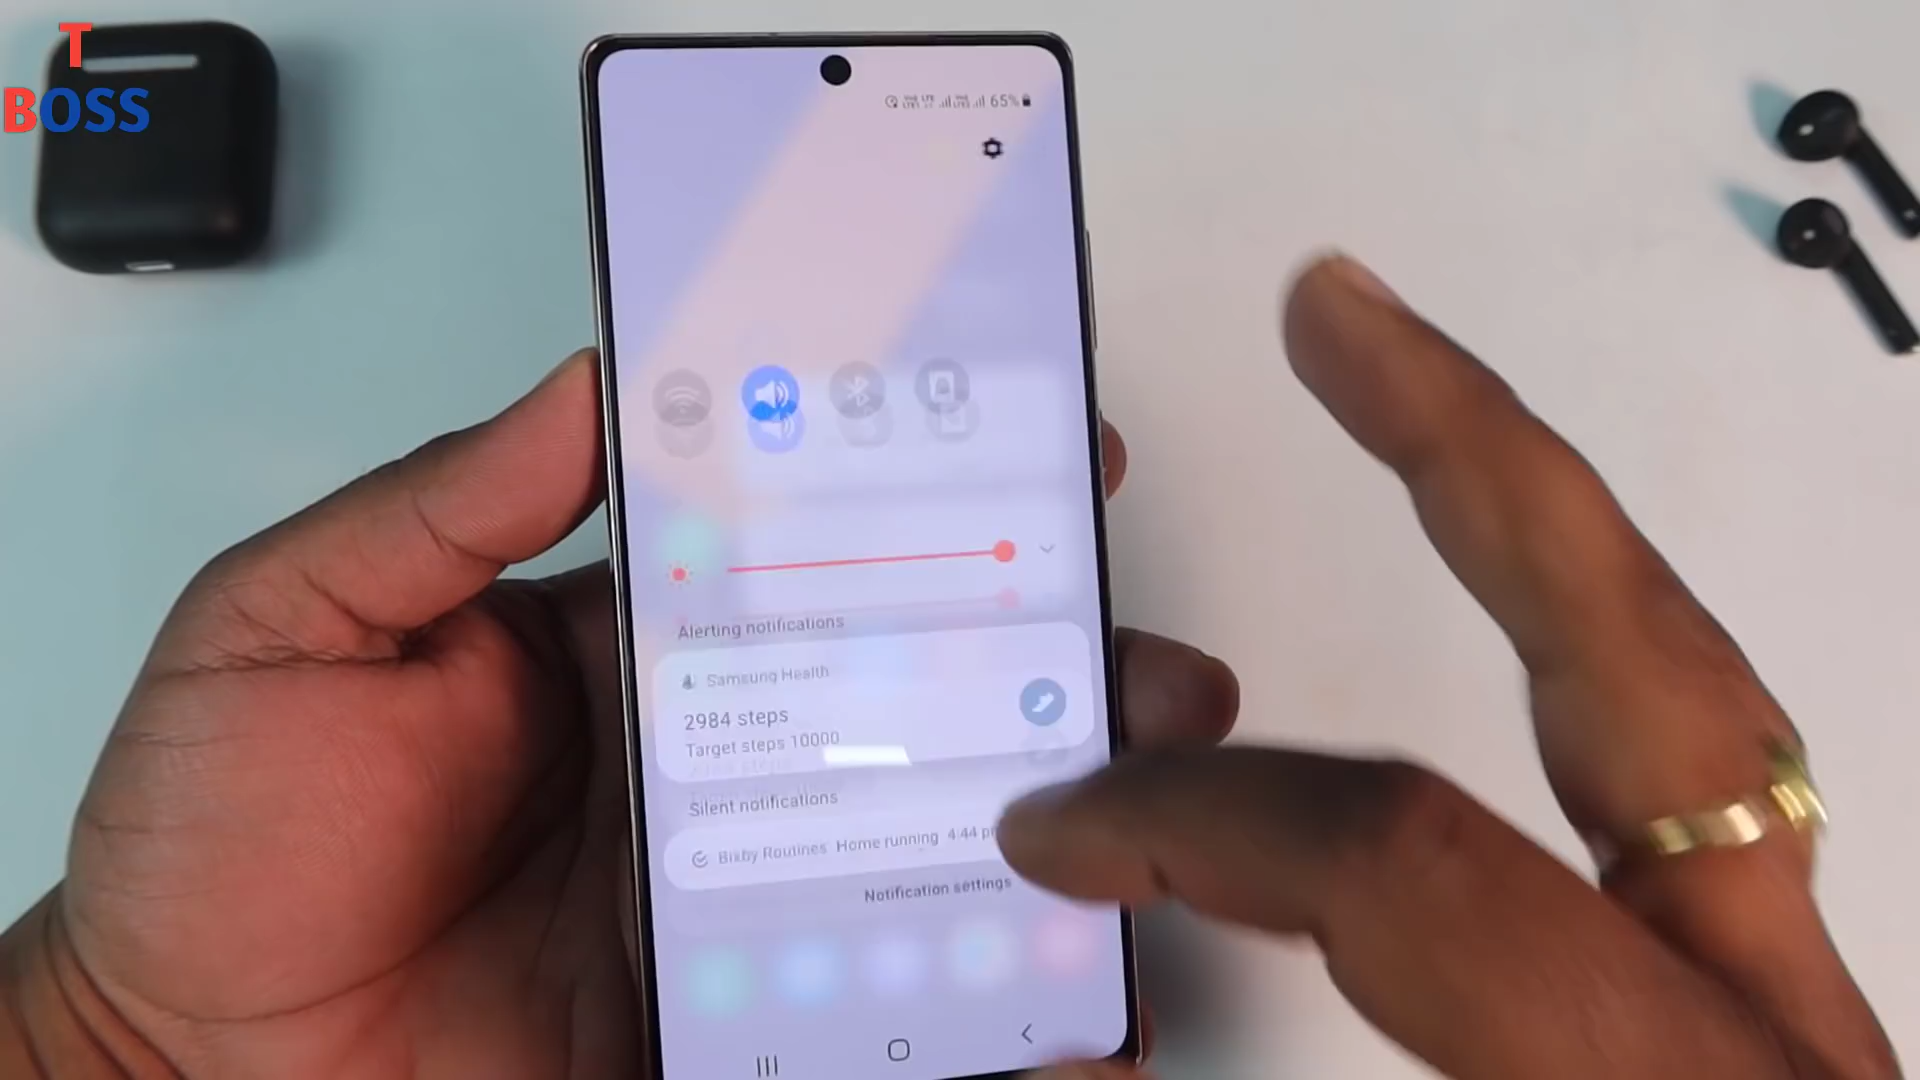 T
BOSS
65%
Alerting notifications
Samsung Health
2984 steps
Target steps 10000
Silent notifications
Bixby Routines Home running 4:44
Notification settings